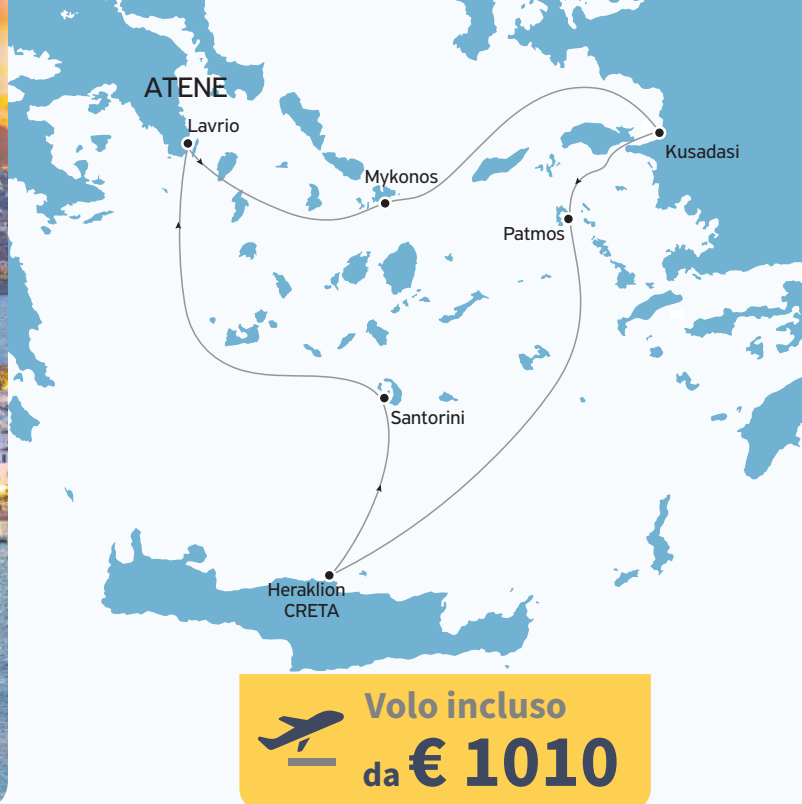 ATENE
Lavrio
Mykonos
Kusadasi
Patmos
Santorini
Heraklion
CRETA
Volo incluso
da € 1010